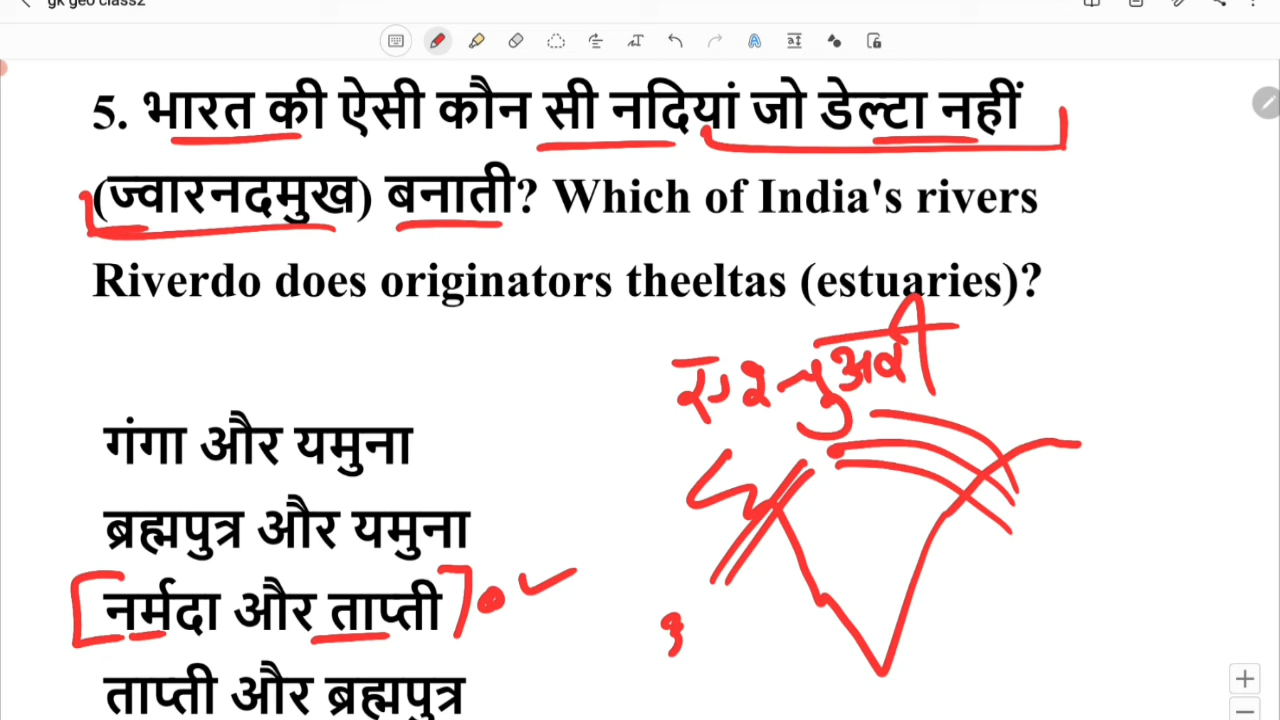 gk geo class2
5. भारत की ऐसी कौन सी नदियां जो डेल्टा नहीं
(ज्वारनदमुख) बनाती? Which of India's rivers
Riverdo does originators theeltas (estuaries)?
गंगा और यमुना
ब्रह्मपुत्र और यमुना
नर्मदा और ताप्ती
ताप्ती और ब्रह्मपुत्र